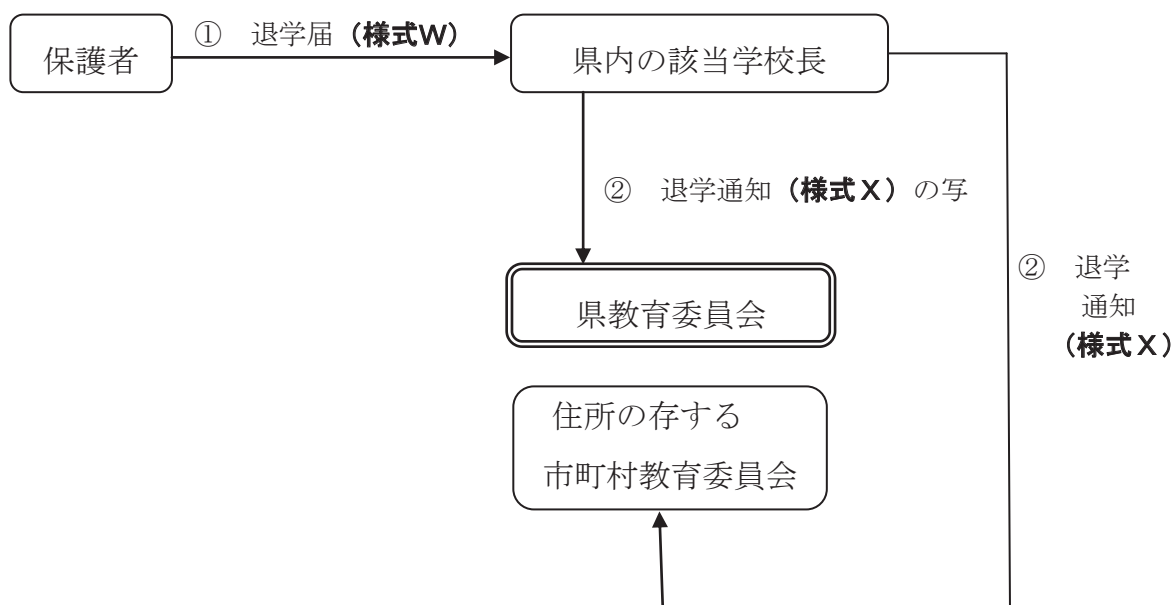 ① 退学届(様式W)
保護者
県内の該当学校長
② 退学通知(様式X)の写
県教育委員会
② 退学
通知
(様式X)
住所の存する
市町村教育委員会